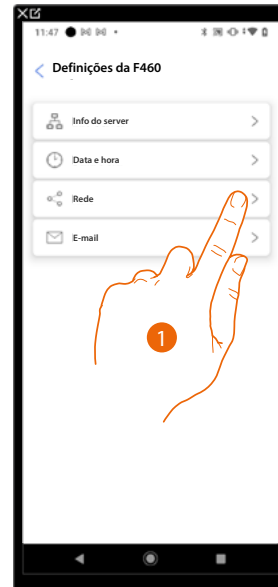 11:47
Definições da F460
Info do server
Data e hora
Rede
E-mail
1